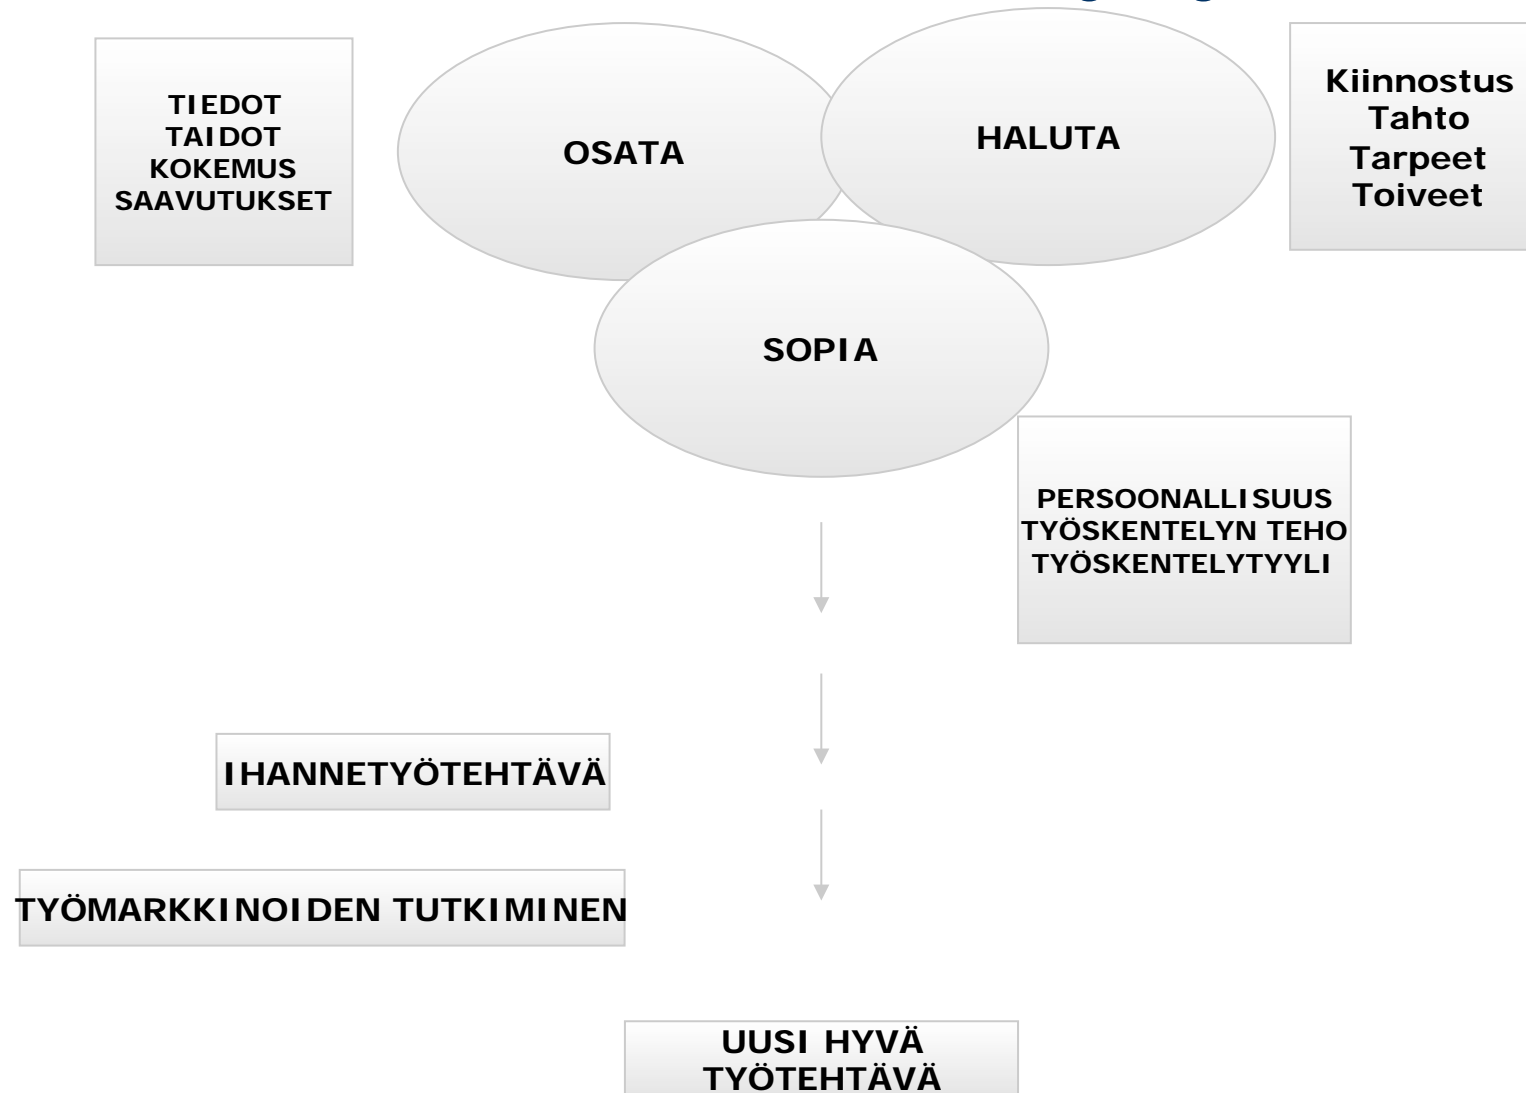 TIEDOT
TAIDOT
KOKEMUS
SAAVUTUKSET
OSATA
HALUTA
Kiinnostus
Tahto
Tarpeet
Toiveet
SOPIA
PERSOONALLISUUS
TYÖSKENTELYN TEHO
TYÖSKENTELYTYYLI
IHANNETYÖTEHTÄVÄ
TYÖMARKKINOIDEN TUTKIMINEN
UUSI HYVÄ
TYÖTEHTÄVÄ